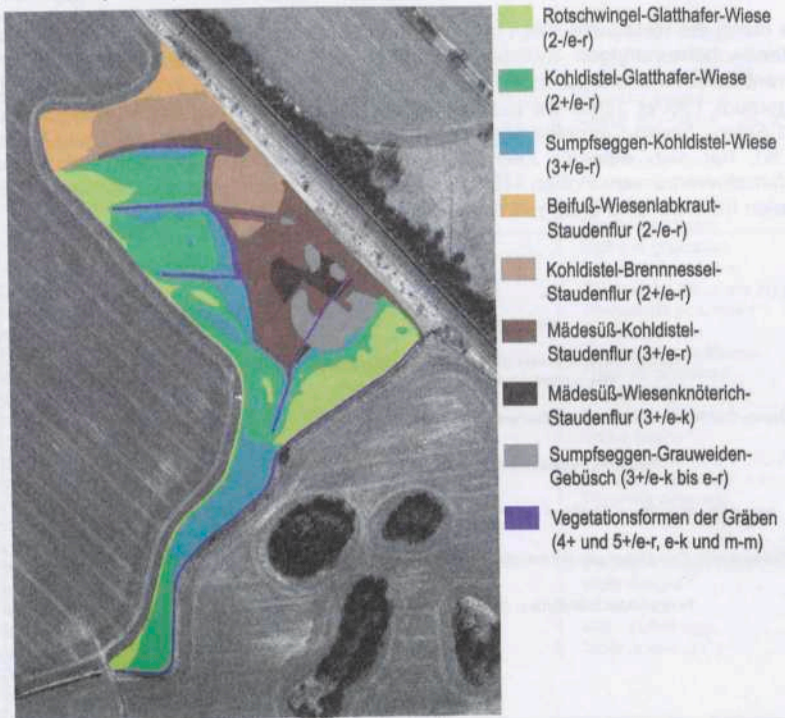 Rotschwingel-Glatthafer-Wiese
(2-/e-r)
Kohldistel-Glatthafer-Wiese
(2+/e-r)
Sumpfseggen-Kohldistel-Wiese
(3+/e-r)
Beifuß-Wiesenlabkraut-
Staudenflur (2-/e-r)
Kohldistel-Brennnessel-
Staudenflur (2+/e-r)
Mädesüß-Kohldistel-
Staudenflur (3+/e-r)
Mädesüß-Wiesenknöterich-
Staudenflur (3+/e-k)
Sumpfseggen-Grauweiden-
Gebüsch (3+/e-k bis e-r)
Vegetationsformen der Gräben
(4+ und 5+/e-r, e-k und m-m)